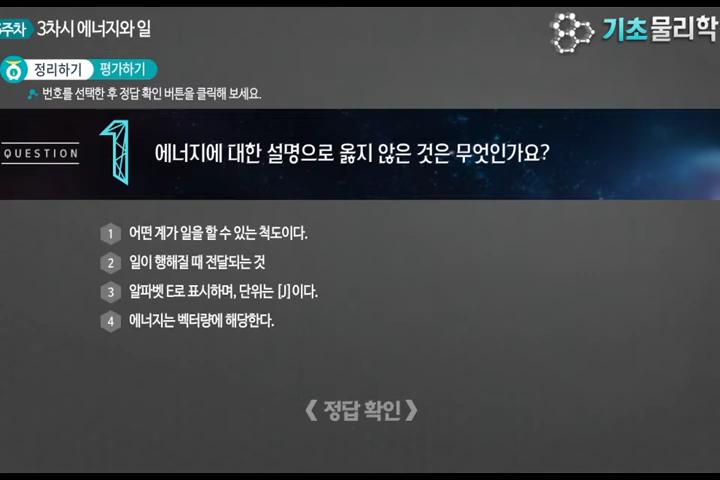 주차 3차시 에너지와 일
기초물리학
정리하기 평가하기
번호를 선택한 후 정답 확인 버튼을 클릭해 보세요.
QUESTION 1 에너지에 대한 설명으로 옳지 않은 것은 무엇인가요?
1 어떤 계가 일을 할 수 있는 척도이다.
2 일이 행해질 때 전달되는 것
3 알파벳 E로 표시하며, 단위는 [J]이다.
4 에너지는 벡터량에 해당한다.
《 정답 확인 》